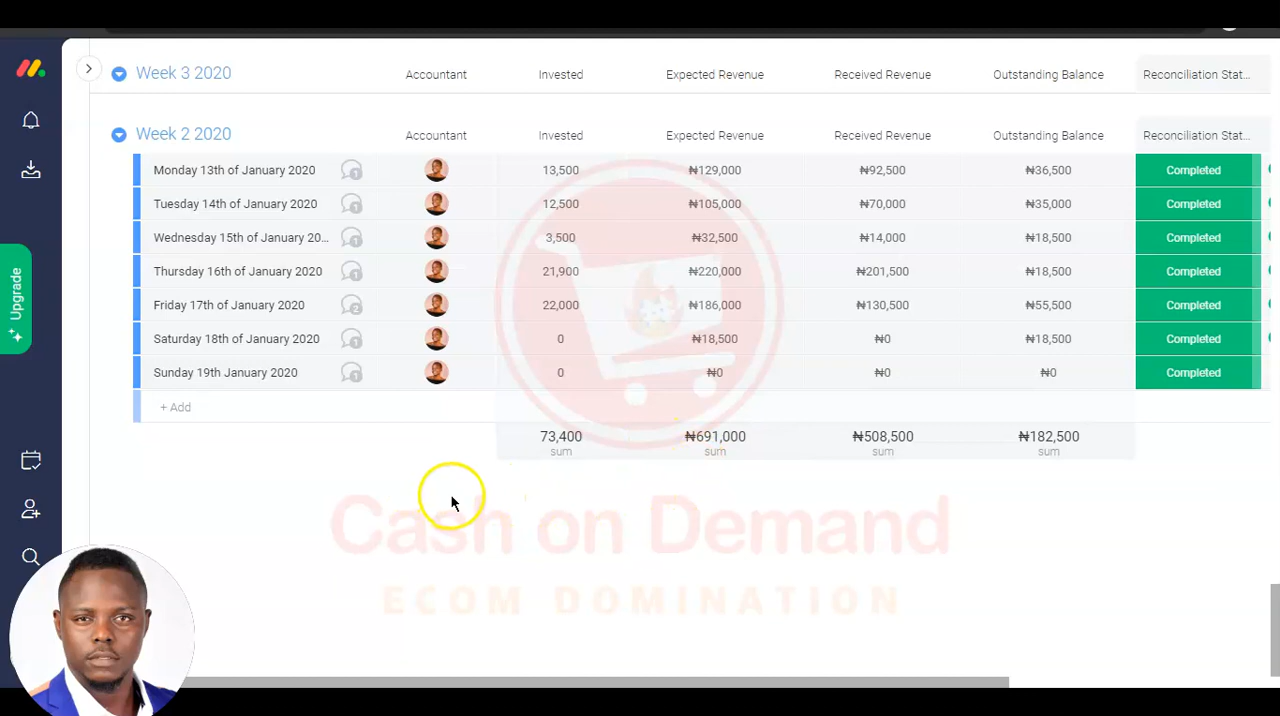 Week 3 2020 Accountant Invested Expected Revenue Received Revenue Outstanding Balance Reconciliation Stat...
Week 2 2020 Accountant Invested Expected Revenue Received Revenue Outstanding Balance Reconciliation Stat...
Monday 13th of January 2020 1 13,500 ₦129,000 ₦92,500 ₦36,500 Completed
Tuesday 14th of January 2020 1 12,500 ₦105,000 ₦70,000 ₦35,000 Completed
Wednesday 15th of January 20... 1 3,500 ₦32,500 ₦14,000 ₦18,500 Completed
Thursday 16th of January 2020 1 21,900 ₦220,000 ₦201,500 ₦18,500 Completed
Friday 17th of January 2020 2 22,000 ₦186,000 ₦130,500 ₦55,500 Completed
Saturday 18th of January 2020 1 0 ₦18,500 ₦0 ₦18,500 Completed
Sunday 19th January 2020 1 0 ₦0 ₦0 ₦0 Completed
+ Add
73,400 ₦691,000 ₦508,500 ₦182,500
sum sum sum sum
Upgrade
Cash on Demand
ECOM DOMINATION